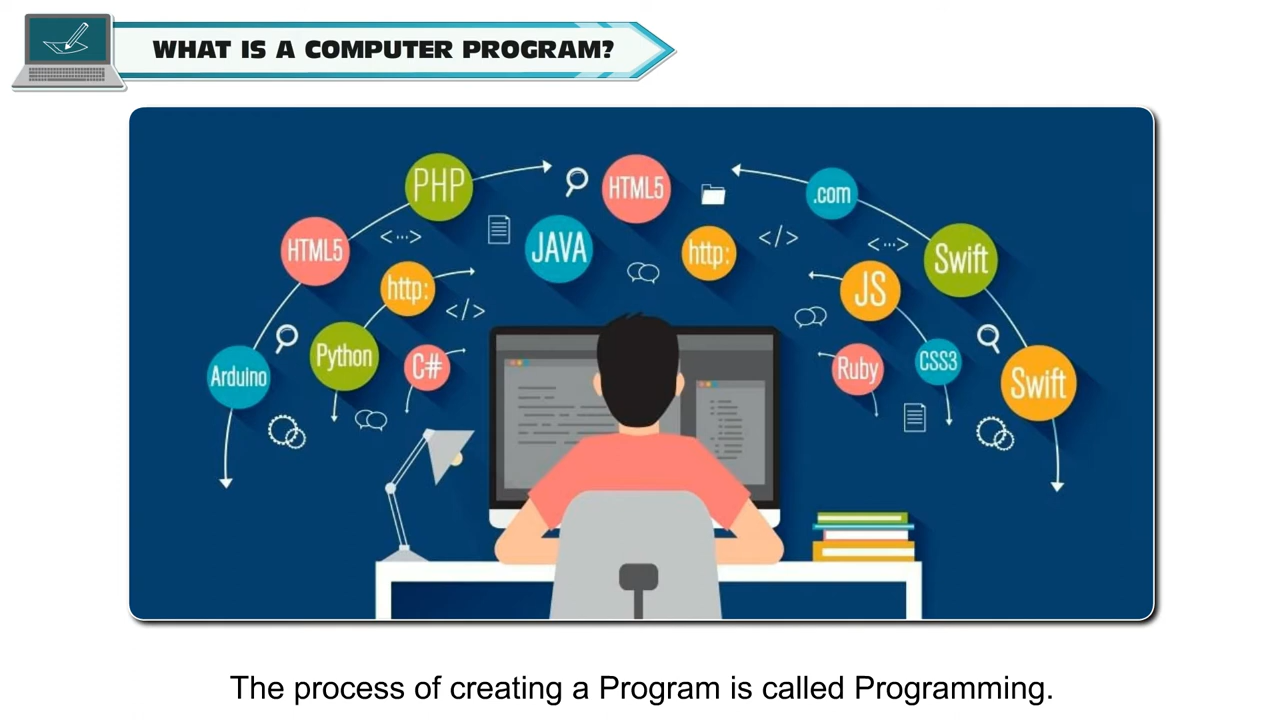 WHAT IS A COMPUTER PROGRAM?
PHP
HTML5
.com
HTML5
JAVA
http:
</>
<...>
Swift
<...>
http:
</>
JS
Arduino
Python
C#
Ruby
CSS3
Swift
The process of creating a Program is called Programming.